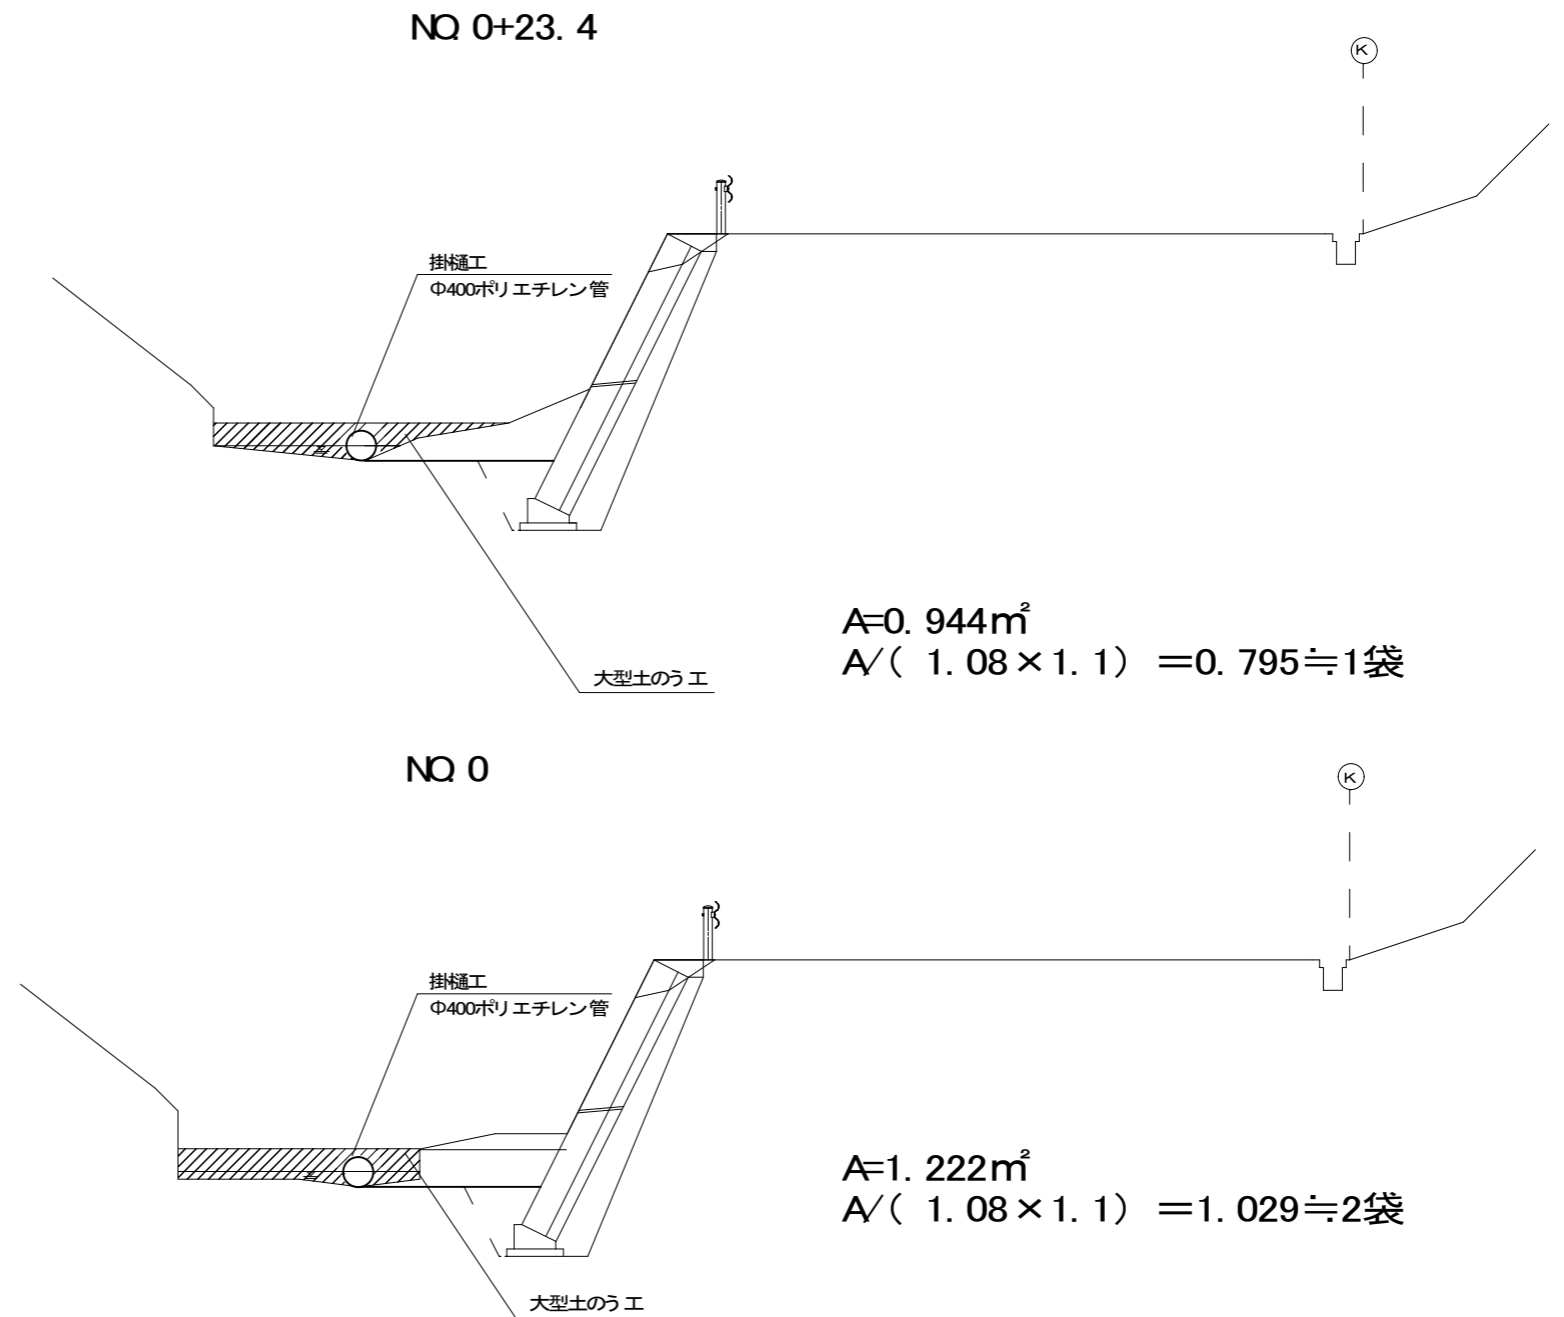 NO. 0+23. 4
K
掛樋工
Φ400ポリエチレン管
A=0. 944㎡
A/( 1. 08×1. 1) =0. 795≒1袋
大型土のう工
NO. 0
K
掛樋工
Φ400ポリエチレン管
A=1. 222㎡
A/( 1. 08×1. 1) =1. 029≒2袋
大型土のう工